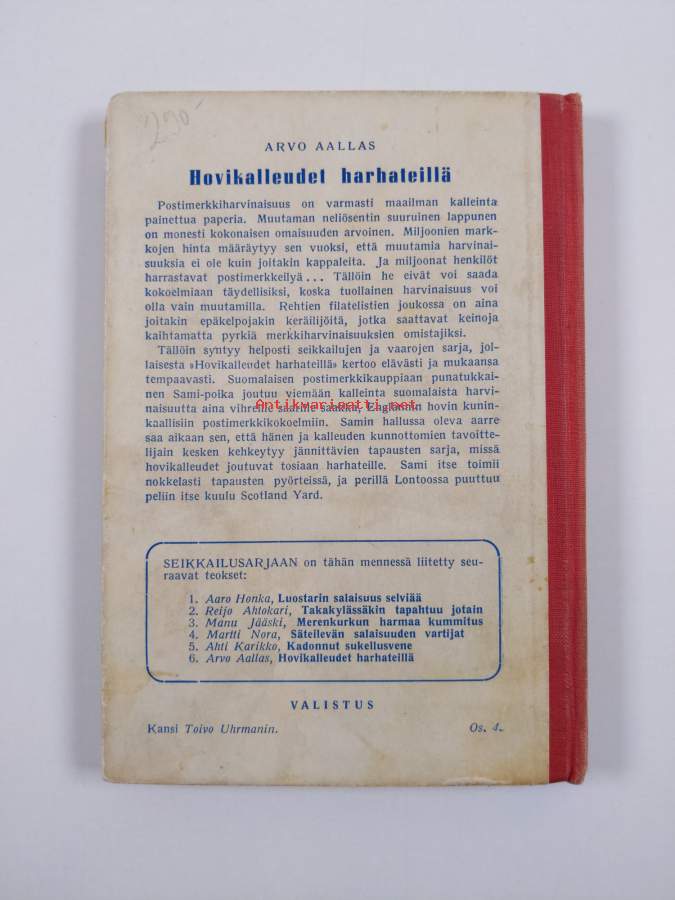 290
ARVO AALLAS
Hovikalleudet harhateillä
Postimerkkiharvinaisuus on varmasti maailman kalleinta
painettua paperia. Muutaman neliösentin suuruinen lappunen
on monesti kokonaisen omaisuuden arvoinen. Miljoonien mark-
kojen hinta määräytyy sen vuoksi, että muutamia harvinai-
suuksia ei ole kuin joitakin kappaleita. Ja miljoonat henkilöt
harrastavat postimerkkeilyä... Tällöin he eivät voi saada
kokoelmiaan täydellisiksi, koska tuollainen harvinaisuus voi
olla vain muutamilla. Rehtien filatelistien joukossa on aina
joitakin epäkelpojakin keräilijöitä, jotka saattavat keinoja
kaihtamatta pyrkiä merkkiharvinaisuuksien omistajiksi.
Tällöin syntyy helposti seikkailujen ja vaarojen sarja, jol-
laisesta »Hovikalleudet harhateillä» kertoo elävästi ja mukaansa
tempaavasti. Suomalaisen postimerkkikauppiaan punatukkai-
nen Sami-poika joutuu viemään kalleinta suomalaista harvi-
naisuutta aina vihreille saarille saakka, Englannin hovin kunin-
Antikvariaatit.net
kaallisiin postimerkkikokoelmiin. Samin hallussa oleva aarre
saa aikaan sen, että hänen ja kalleuden kunnottomien tavoitte-
lijain kesken kehkeytyy jännittävien tapausten sarja, missä
hovikalleudet joutuvat tosiaan harhateille. Sami itse toimii
nokkelasti tapausten pyörteissä, ja perillä Lontoossa puuttuu
peliin itse kuulu Scotland Yard.
SEIKKAILUSARJAAN on tähän mennessä liitetty seu-
raavat teokset:
1. Aaro Honka, Luostarin salaisuus selviää
2. Reijo Ahtokari, Takakylässäkin tapahtuu jotain
3. Manu Jääski, Merenkurkun harmaa kummitus
4. Martti Nora, Säteilevän salaisuuden vartijat
5. Ahti Karikko, Kadonnut sukellusvene
6. Arvo Aallas, Hovikalleudet harhateillä
VALISTUS
Kansi Toivo Uhrmanin.
Os. 4.